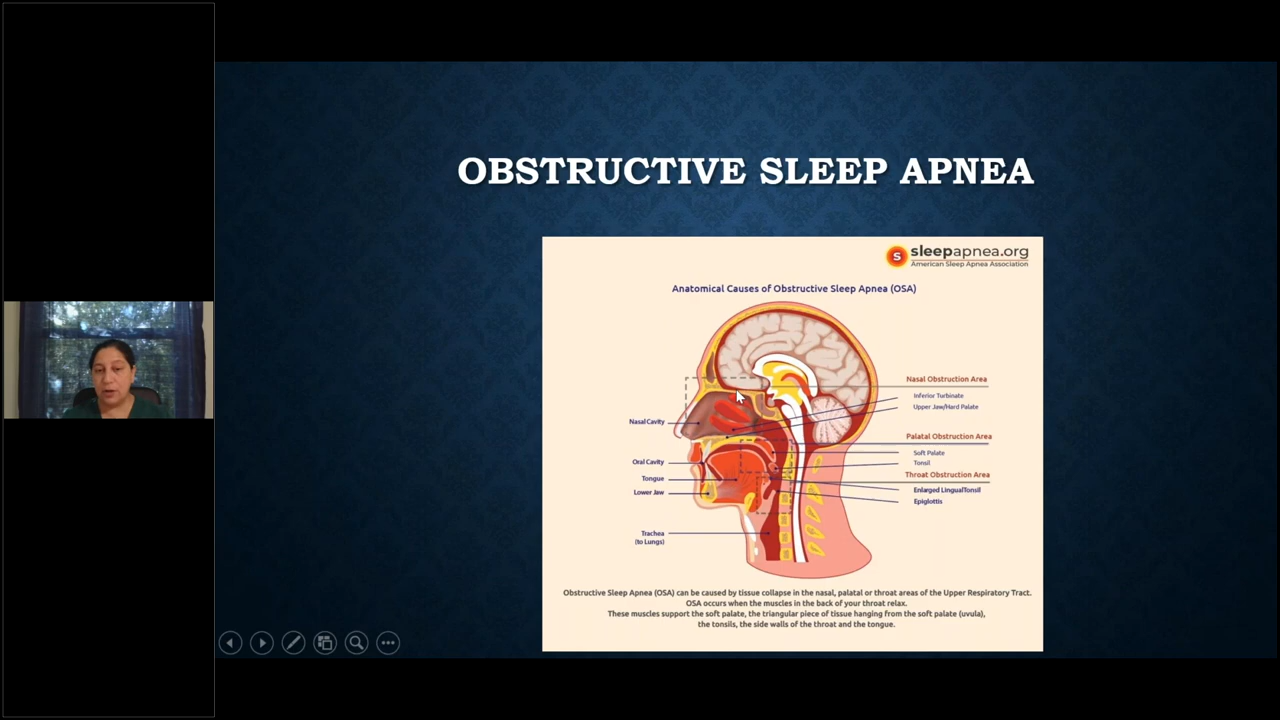 OBSTRUCTIVE SLEEP APNEA
sleepapnea.org
American Sleep Apnea Association
Anatomical Causes of Obstructive Sleep Apnea (OSA)
Nasal Obstruction Area
Inferior Turbinate
Upper Jaw/Hard Palate
Nasal Cavity
Palatal Obstruction Area
Soft Palate
Oral Cavity
Tonsil
Throat Obstruction Area
Tongue
Enlarged LingualTonsil
Lower Jaw
Epiglottis
Trachea
(to Lungs)
Obstructive Sleep Apnea (OSA) can be caused by tissue collapse in the nasal, palatal or throat areas of the Upper Respiratory Tract.
OSA occurs when the muscles in the back of your throat relax.
These muscles support the soft palate, the triangular piece of tissue hanging from the soft palate (uvula),
the tonsils, the side walls of the throat and the tongue.